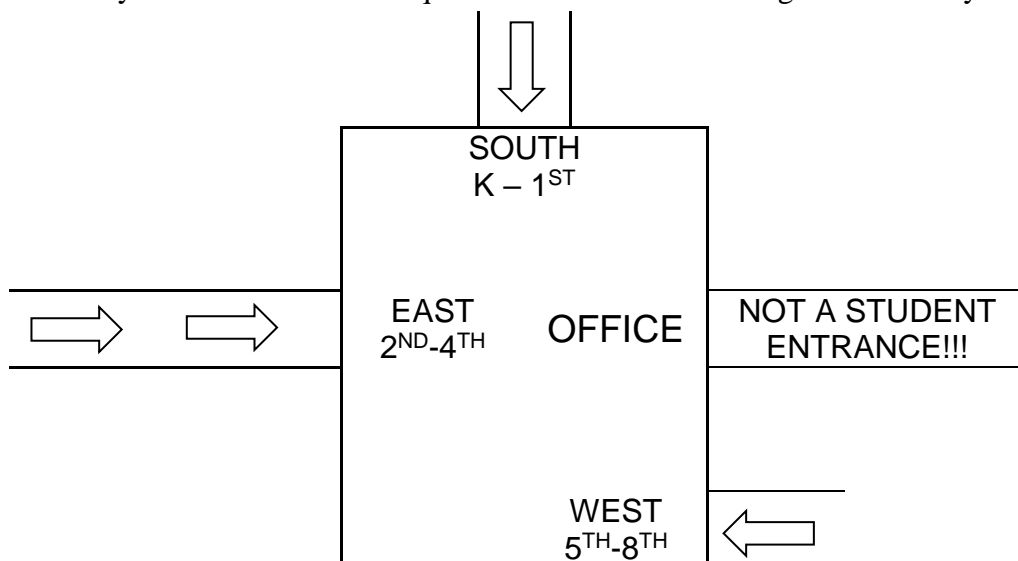 SOUTH
K – 1ST
EAST
2ND-4TH
OFFICE
NOT A STUDENT
ENTRANCE!!!
WEST
5TH-8TH